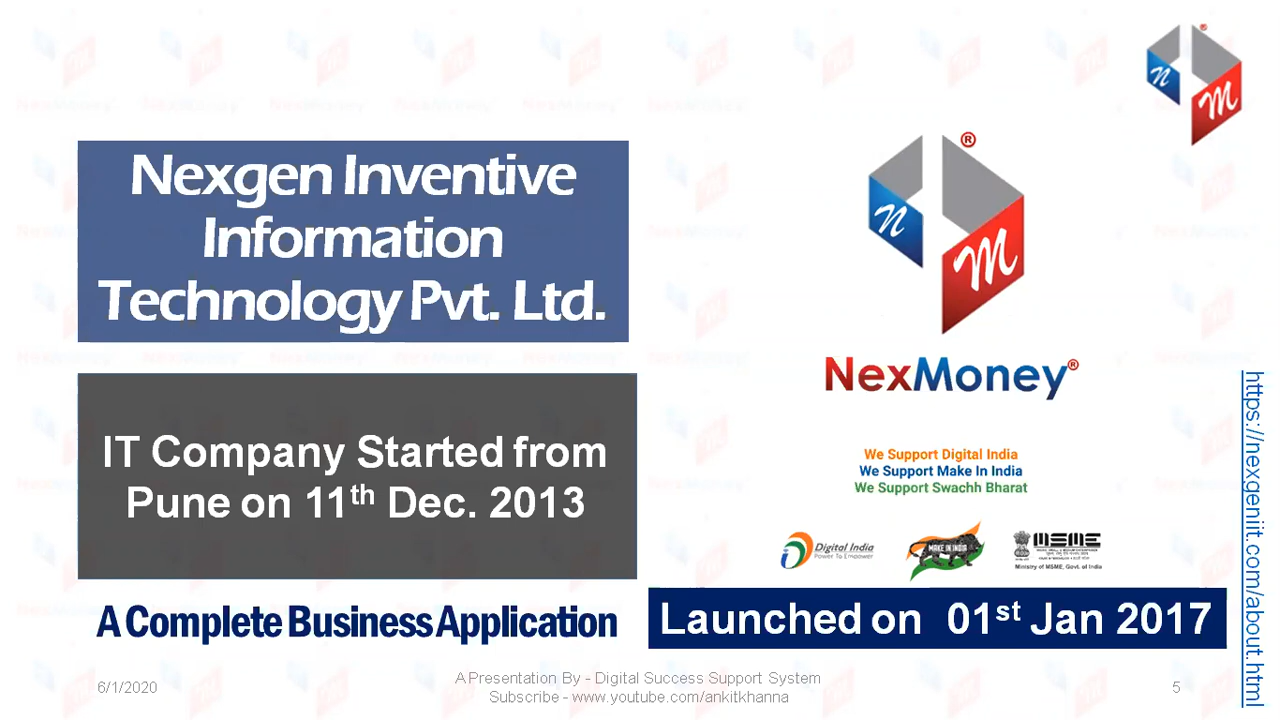 Nexgen Inventive
Information
Technology Pvt. Ltd.
IT Company Started from
Pune on 11th Dec. 2013
A Complete Business Application
n
m
®
n
m
®
NexMoney®
We Support Digital India
We Support Make In India
We Support Swachh Bharat
Digital India
Power To Empower
MAKE IN INDIA
MSME
Ministry of MSME, Govt. of India
Launched on 01st Jan 2017
https://nexgeniit.com/about.html
6/1/2020
A Presentation By - Digital Success Support System
Subscribe - www.youtube.com/ankitkhanna
5